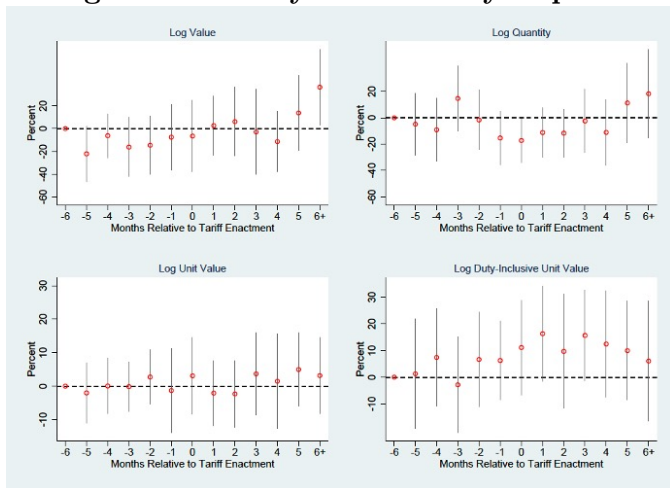 Log Value
Percent
20
0
-20
-40
-60
-6 -5 -4 -3 -2 -1 0 1 2 3 4 5 6+
Months Relative to Tariff Enactment
Log Quantity
Percent
20
0
-20
-40
-60
-6 -5 -4 -3 -2 -1 0 1 2 3 4 5 6+
Months Relative to Tariff Enactment
Log Unit Value
Percent
30
20
10
0
-10
-6 -5 -4 -3 -2 -1 0 1 2 3 4 5 6+
Months Relative to Tariff Enactment
Log Duty-Inclusive Unit Value
Percent
30
20
10
0
-10
-6 -5 -4 -3 -2 -1 0 1 2 3 4 5 6+
Months Relative to Tariff Enactment